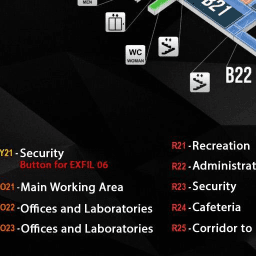 MEN
B21
WC
WOMAN
B22
Y21 - Security
Button for EXFIL 06
O21 - Main Working Area
O22 - Offices and Laboratories
O23 - Offices and Laboratories
R21 - Recreation
R22 - Administrat
R23 - Security
R24 - Cafeteria
R25 - Corridor to